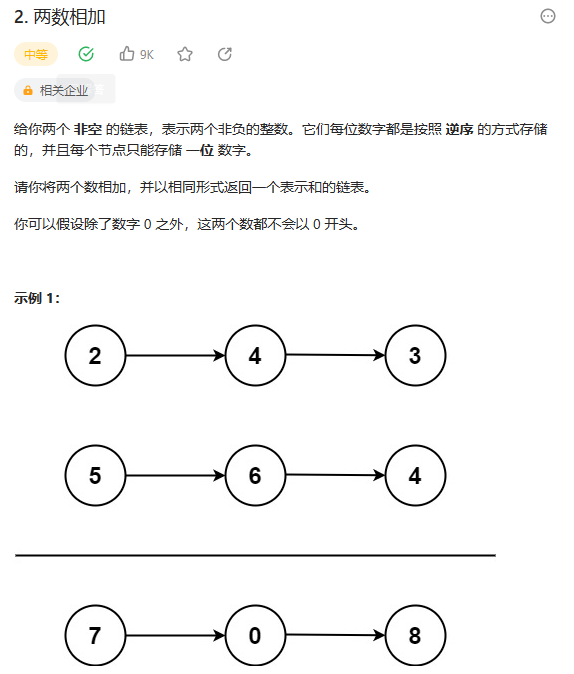 2. 两数相加
中等
9K
相关企业
给你两个 非空 的链表，表示两个非负的整数。它们每位数字都是按照 逆序 的方式存储
的，并且每个节点只能存储 一位 数字。
请你将两个数相加，并以相同形式返回一个表示和的链表。
你可以假设除了数字 0 之外，这两个数都不会以 0 开头。
示例 1：
2 4 3
5 6 4
7 0 8